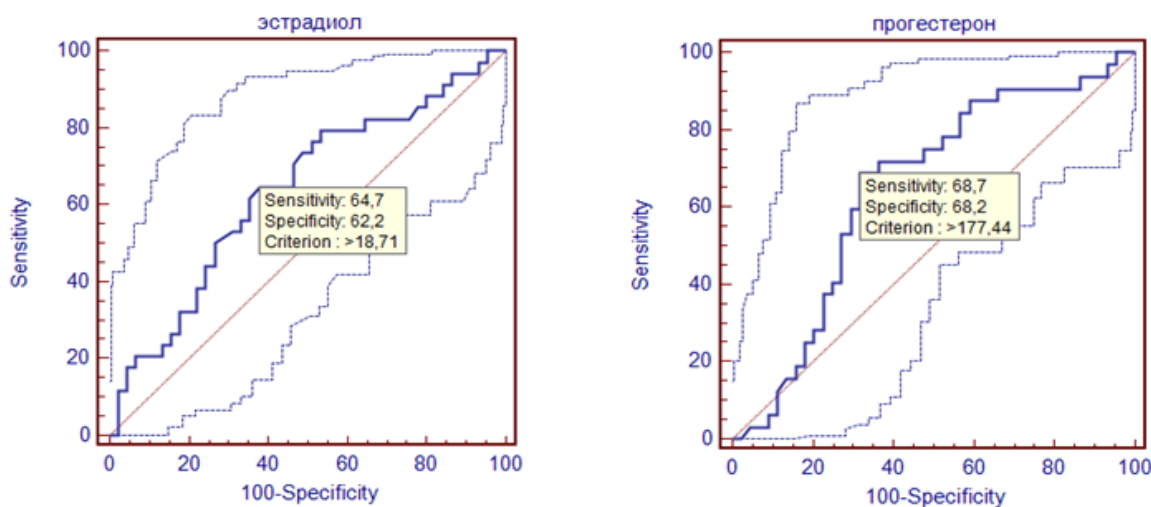 эстрадиол
100
80
60
40
20
0
Sensitivity
Sensitivity: 64,7
Specificity: 62,2
Criterion : >18,71
0 20 40 60 80 100
100-Specificity
прогестерон
100
80
60
40
20
0
Sensitivity
Sensitivity: 68,7
Specificity: 68,2
Criterion : >177,44
0 20 40 60 80 100
100-Specificity